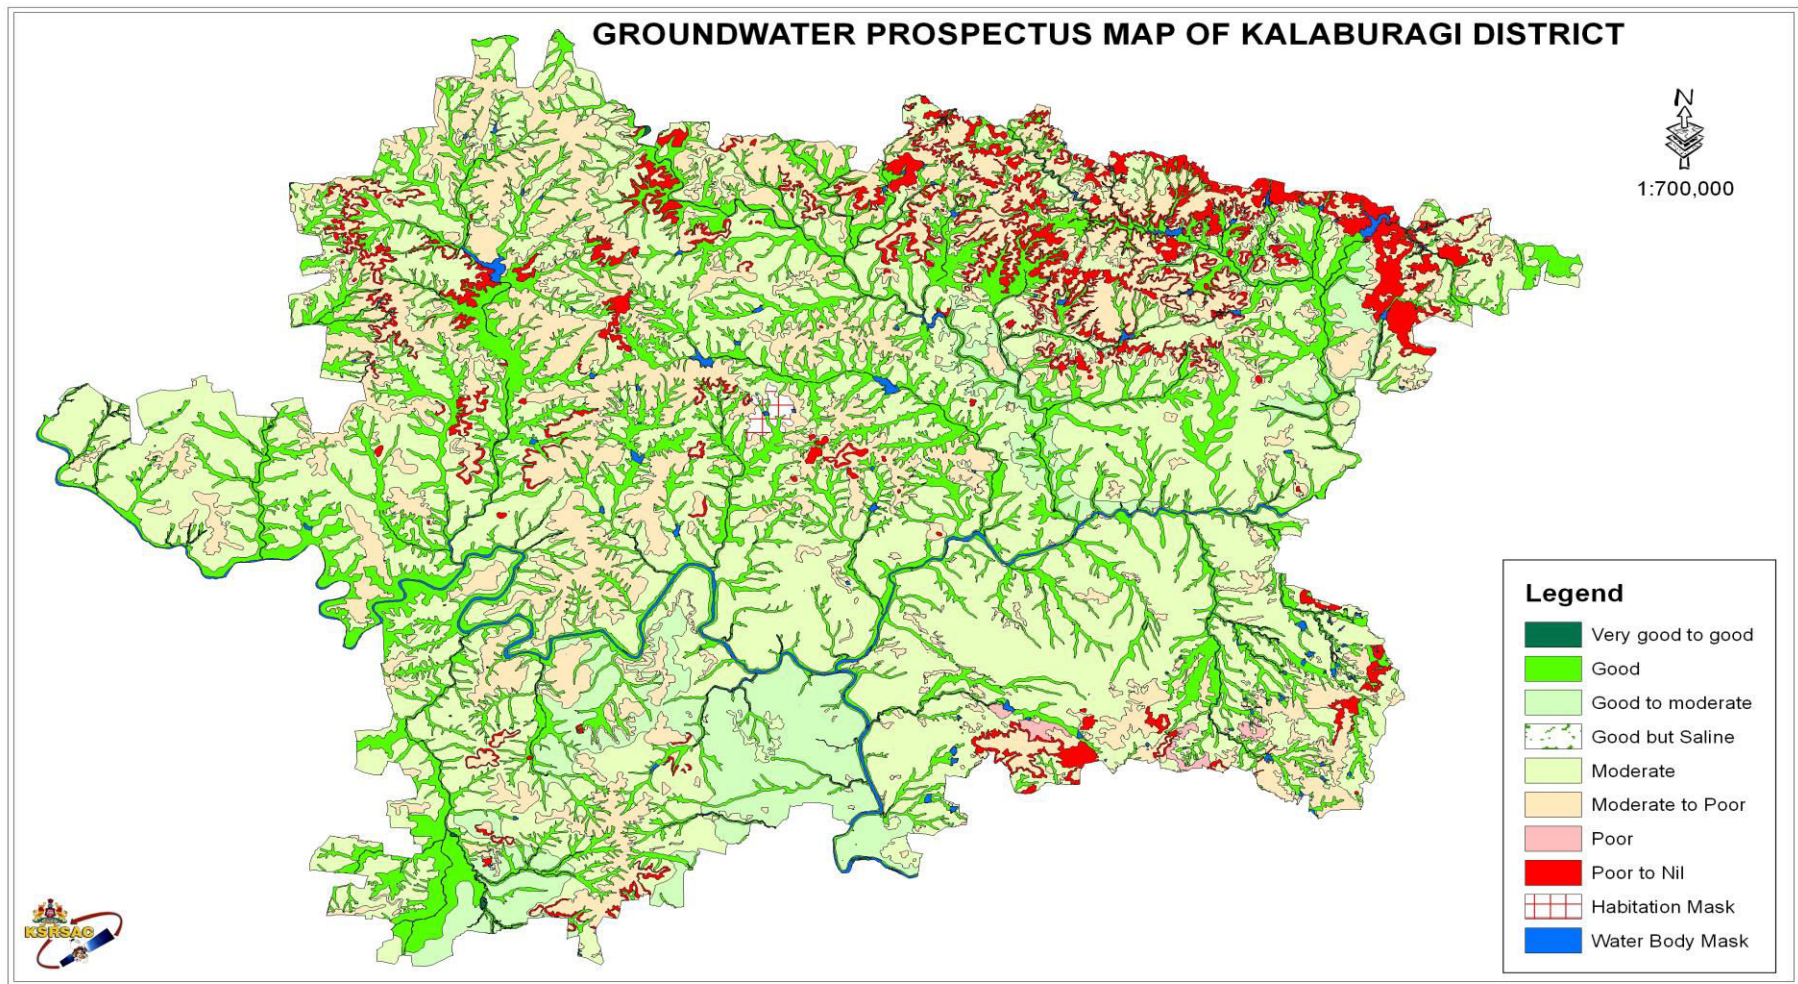 GROUNDWATER PROSPECTUS MAP OF KALABURAGI DISTRICT
N
1:700,000
Legend
Very good to good
Good
Good to moderate
Good but Saline
Moderate
Moderate to Poor
Poor
Poor to Nil
Habitation Mask
Water Body Mask
KSRSAC